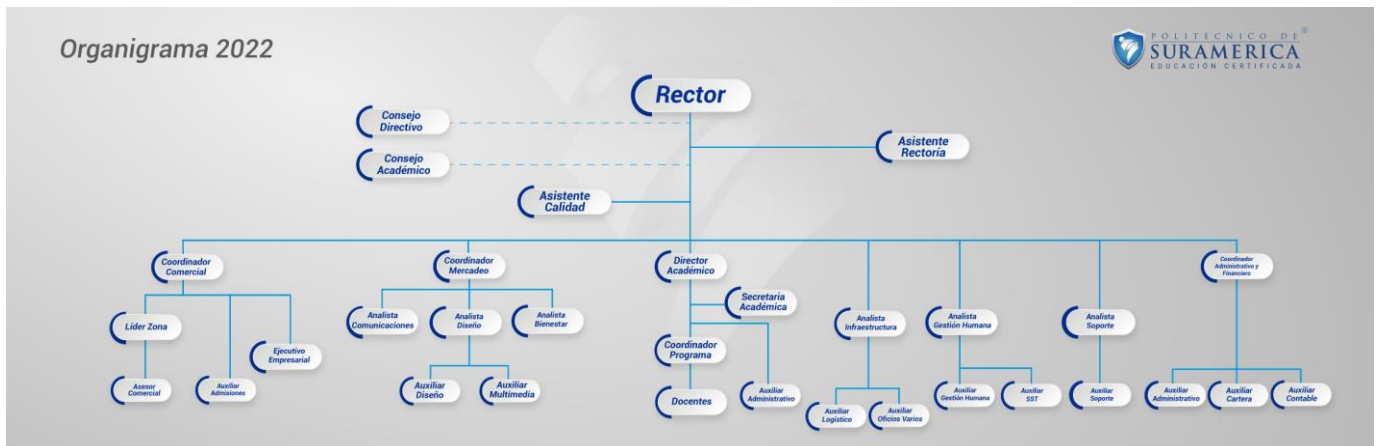 Organigrama 2022
POLITECNICO DE®
SURAMERICA
EDUCACIÓN CERTIFICADA
Rector
Consejo
Directivo
Asistente
Rectoría
Consejo
Académico
Asistente
Calidad
Coordinador
Comercial
Coordinador
Mercadeo
Director
Académico
Coordinador
Administrativo y
Financiero
Secretaria
Académica
Líder Zona
Analista
Comunicaciones
Analista
Diseño
Analista
Bienestar
Analista
Infraestructura
Analista
Gestión Humana
Analista
Soporte
Ejecutivo
Empresarial
Coordinador
Programa
Asesor
Comercial
Auxiliar
Admisiones
Auxiliar
Diseño
Auxiliar
Multimedia
Docentes
Auxiliar
Administrativo
Auxiliar
Logístico
Auxiliar
Oficios Varios
Auxiliar
Gestión Humana
Auxiliar
SST
Auxiliar
Soporte
Auxiliar
Administrativo
Auxiliar
Cartera
Auxiliar
Contable